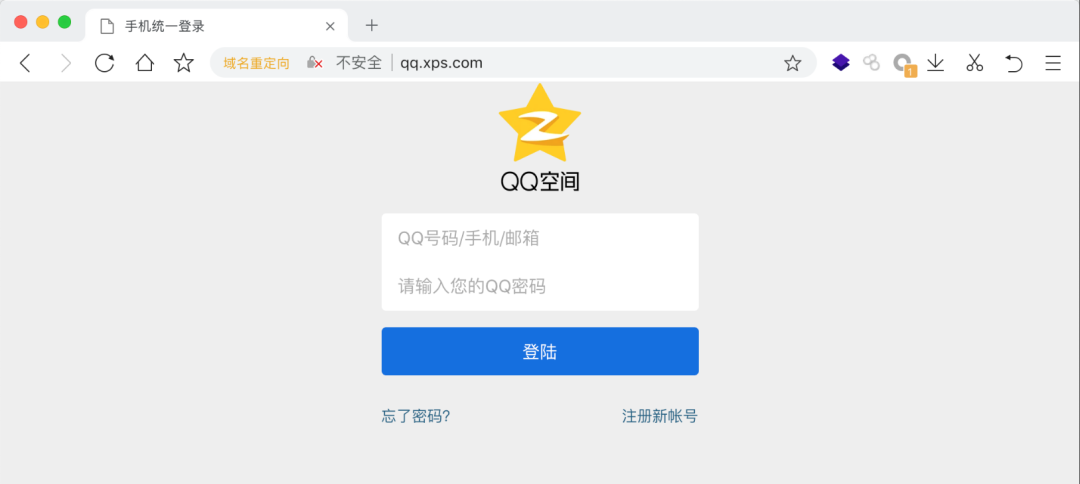 手机统一登录
域名重定向 不安全 qq.xps.com
1
QQ空间
QQ号码/手机/邮箱
请输入您的QQ密码
登陆
忘了密码? 注册新帐号